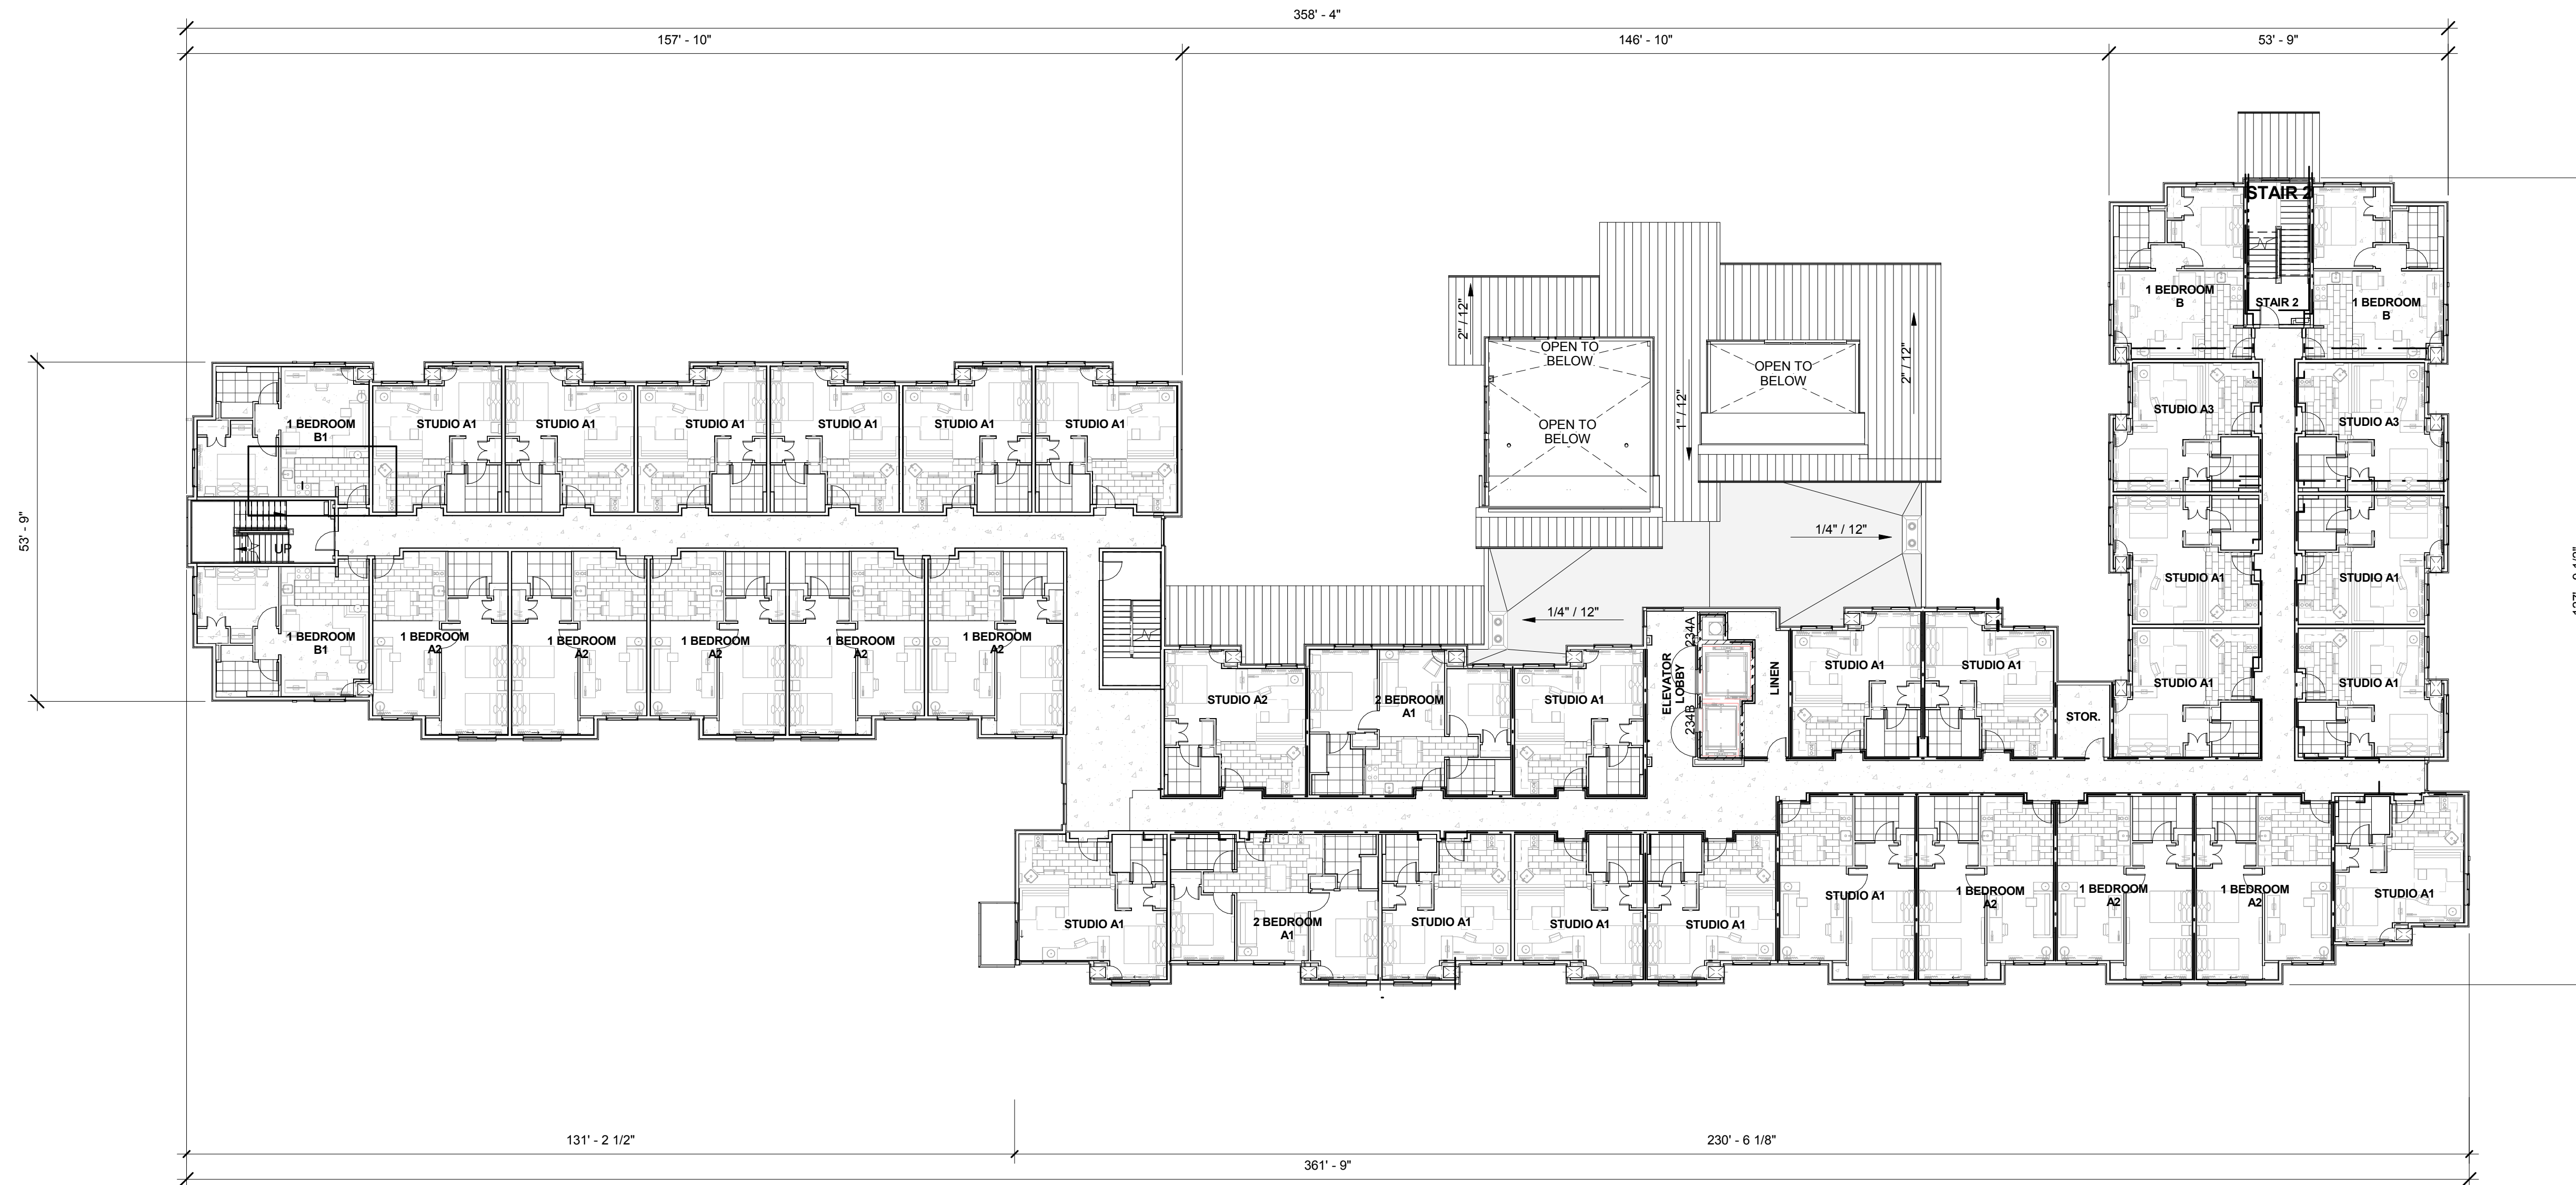 358' - 4"
157' - 10"
146' - 10"
53' - 9"
STAIR 2
1 BEDROOM
B
STAIR 2
1 BEDROOM
B
2" / 12"
OPEN TO
BELOW
OPEN TO
BELOW
1" / 12"
OPEN TO
BELOW
2" / 12"
53' - 9"
1 BEDROOM
B1
STUDIO A1
STUDIO A1
STUDIO A1
STUDIO A1
STUDIO A1
STUDIO A1
STUDIO A3
STUDIO A3
UP
1/4" / 12"
1/4" / 12"
STUDIO A1
STUDIO A1
1 BEDROOM
B1
1 BEDROOM
A2
1 BEDROOM
A2
1 BEDROOM
A2
1 BEDROOM
A2
1 BEDROOM
A2
STUDIO A2
2 BEDROOM
A1
STUDIO A1
ELEVATOR
LOBBY
234A
234B
LINEN
STUDIO A1
STUDIO A1
STOR.
STUDIO A1
STUDIO A1
STUDIO A1
2 BEDROOM
A1
STUDIO A1
STUDIO A1
STUDIO A1
STUDIO A1
1 BEDROOM
A2
1 BEDROOM
A2
1 BEDROOM
A2
STUDIO A1
131' - 2 1/2"
230' - 6 1/8"
361' - 9"